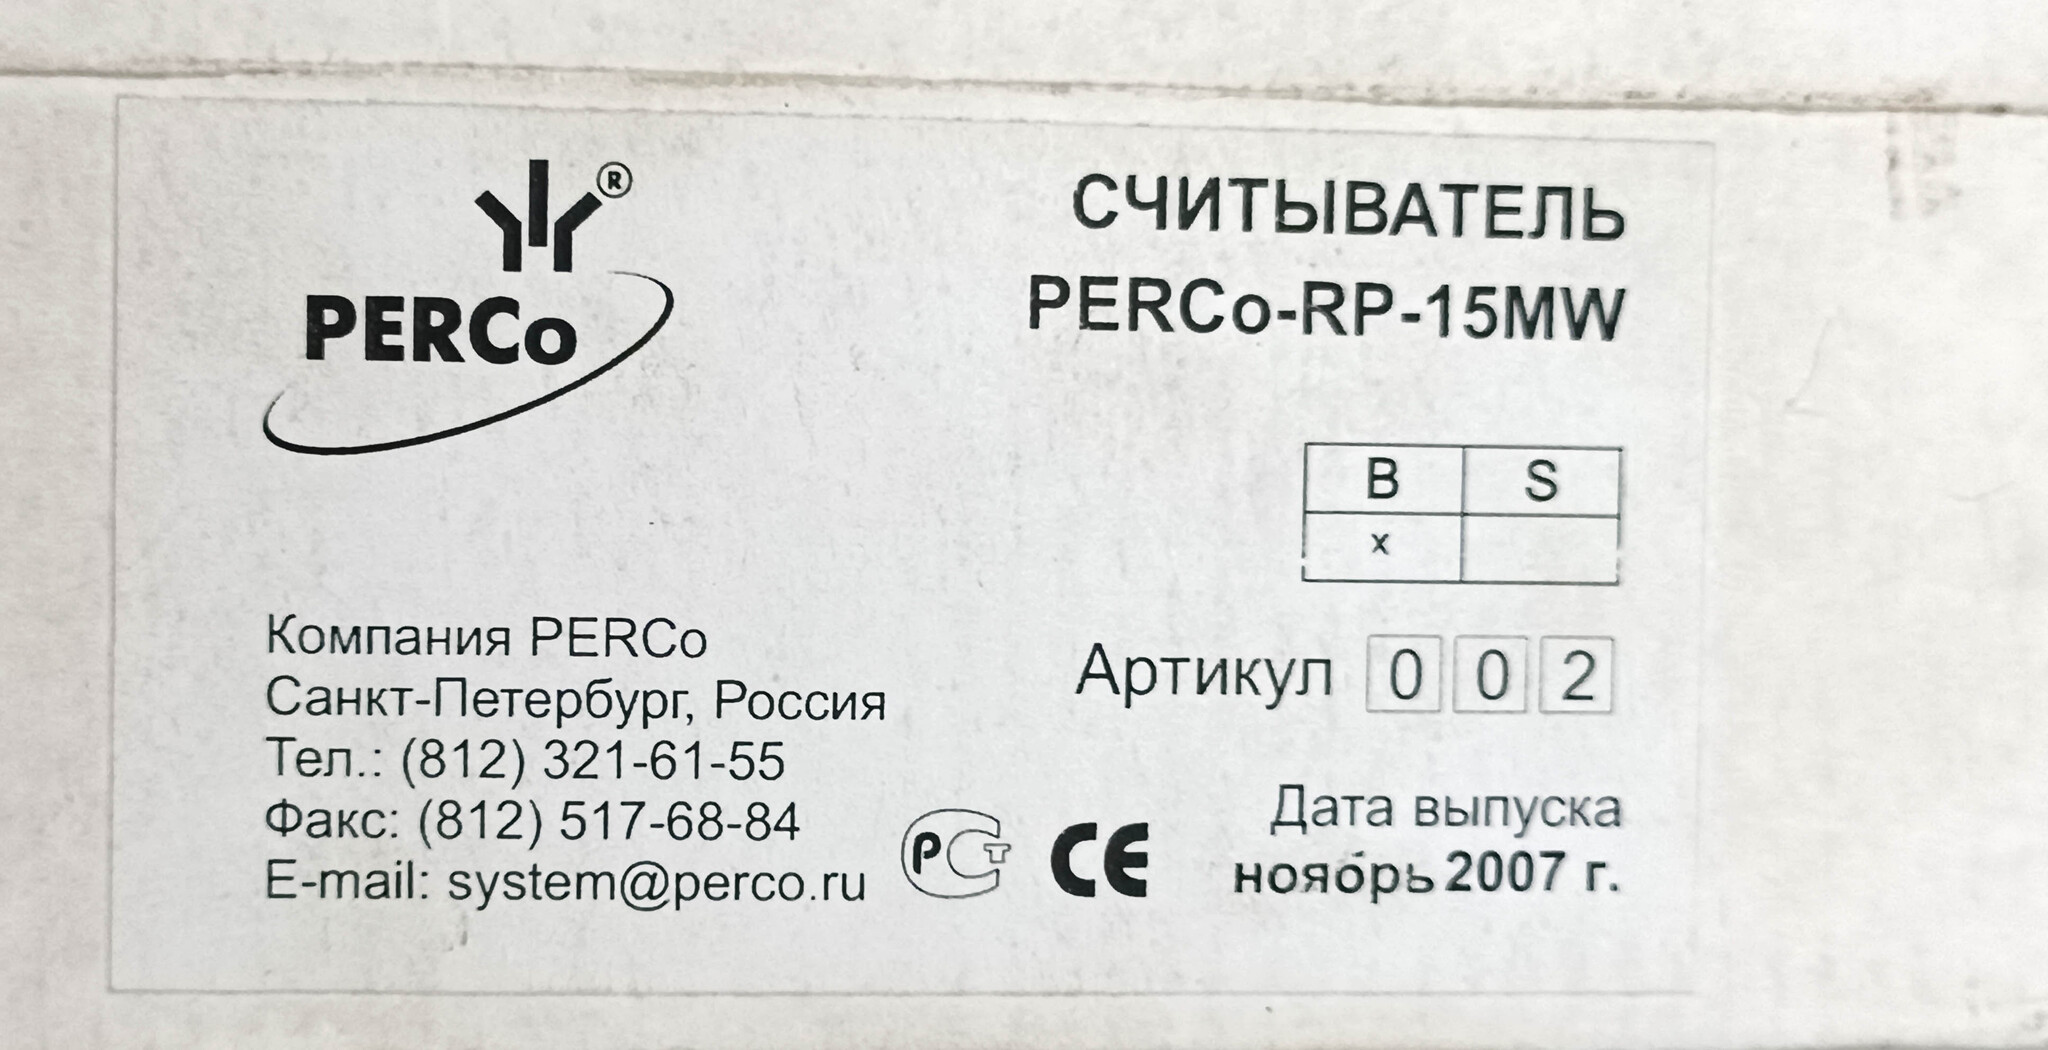 PERCo®
СЧИТЫВАТЕЛЬ
PERCo-RP-15MW
B S
x
Артикул 0 0 2
Компания PERCo
Санкт-Петербург, Россия
Тел.: (812) 321-61-55
Факс: (812) 517-68-84
E-mail: system@perco.ru
РСТ CE
Дата выпуска
ноябрь 2007 г.